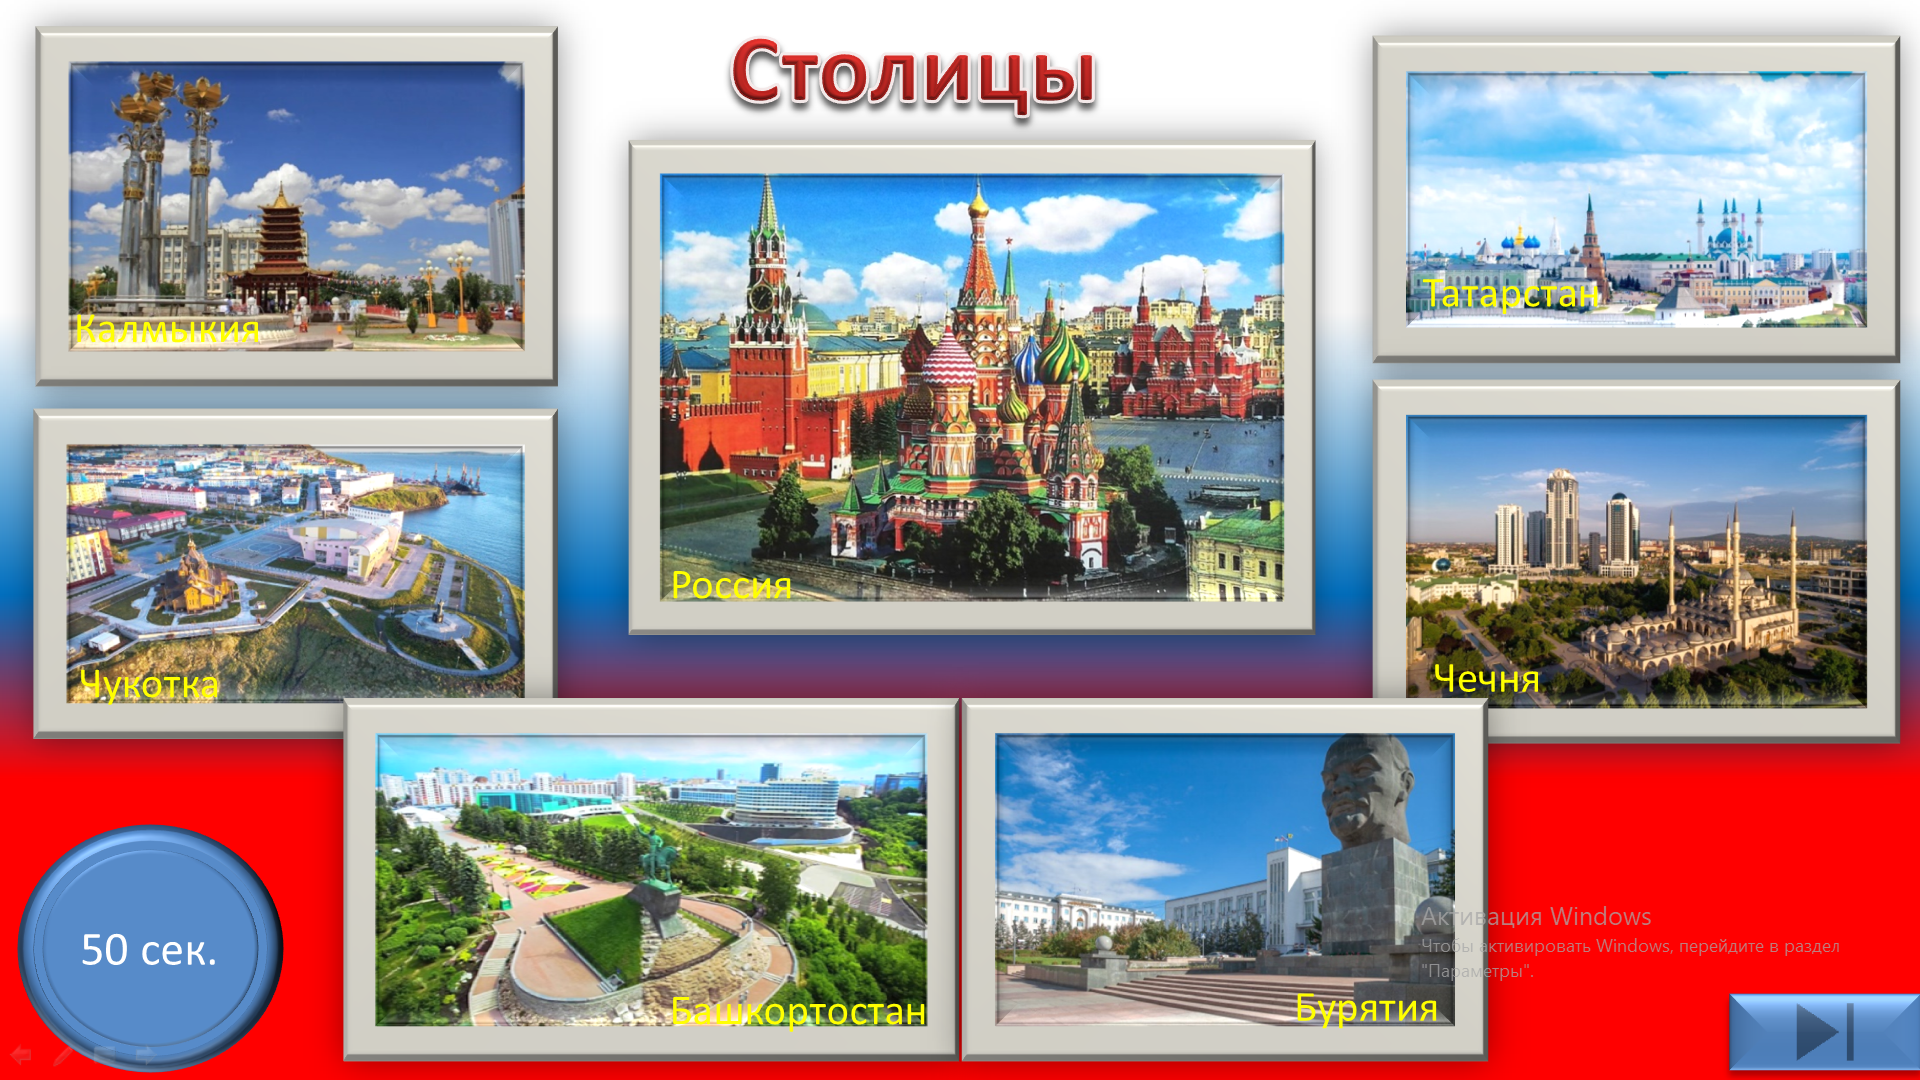 Столицы
Калмыкия
Татарстан
Россия
Чукотка
Чечня
50 сек.
Башкортостан
Бурятия
Активация Windows
Чтобы активировать Windows, перейдите в раздел
"Параметры".